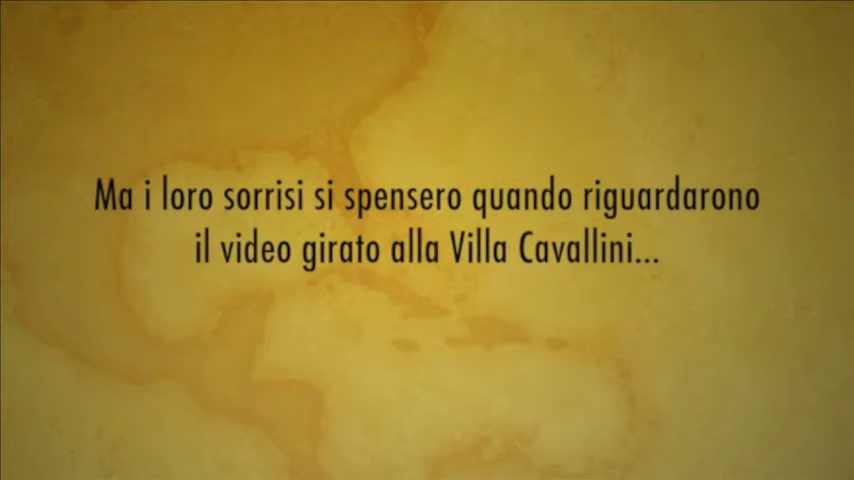 Ma i loro sorrisi si spensero quando riguardarono
il video girato alla Villa Cavallini...